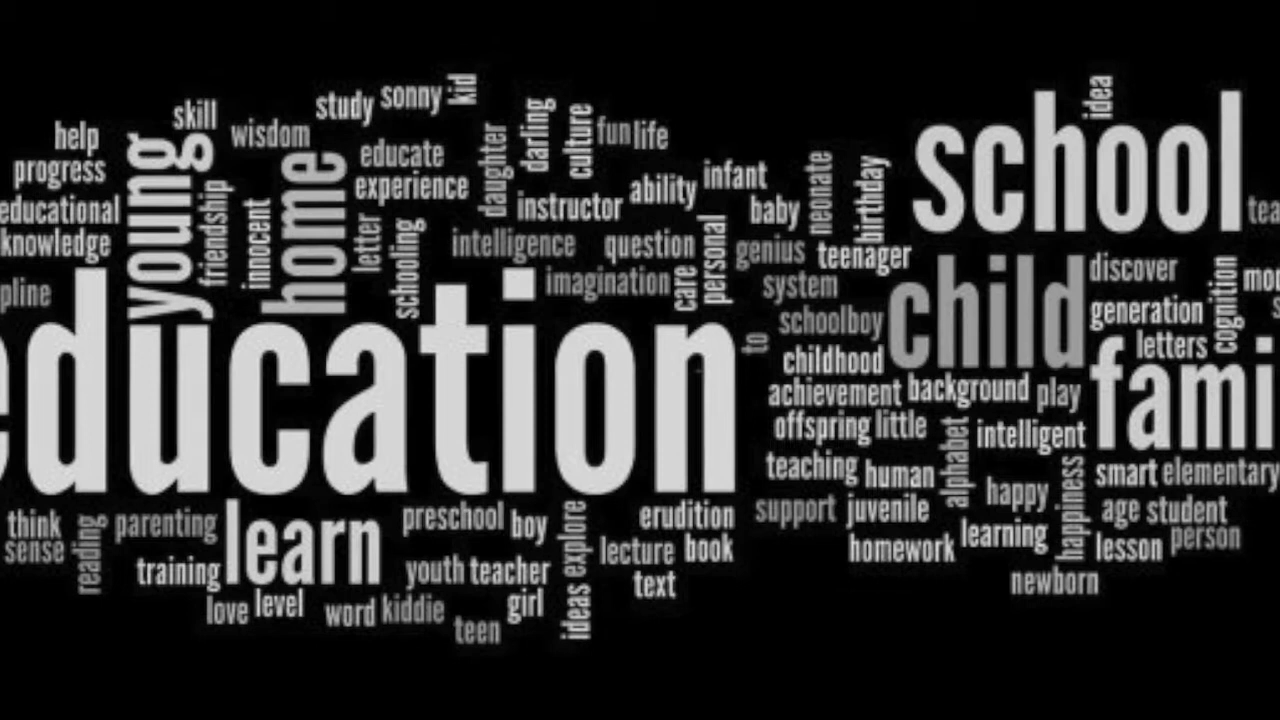 kid
sonny
study
skill
idea
school
help
wisdom
darling
culture
fun
life
young
progress
home
educate
daughter
experience
ability
infant
neonate
birthday
educational
friendship
innocent
letter
instructor
baby
knowledge
schooling
intelligence
question
personal
genius
teenager
child
discover
cognition
imagination
care
system
generation
schoolboy
to
letters
education
childhood
achievement
background
play
fami
offspring
little
alphabet
intelligent
teaching
human
smart
elementary
happy
happiness
support
juvenile
age
student
think
parenting
learn
preschool
boy
explore
erudition
homework
learning
lesson
person
sense
reading
training
youth
teacher
lecture
book
text
newborn
love
level
word
kiddie
girl
ideas
teen